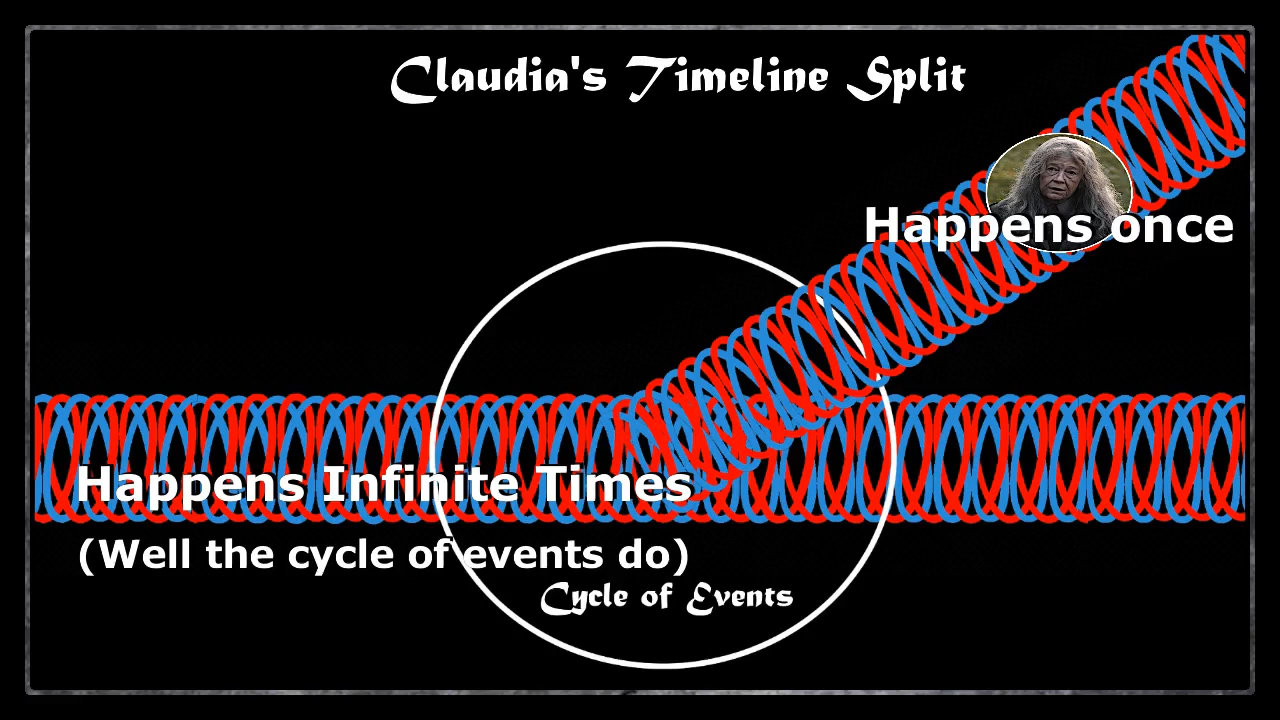 Claudia's Timeline Split
Happens once
Happens Infinite Times
(Well the cycle of events do)
Cycle of Events